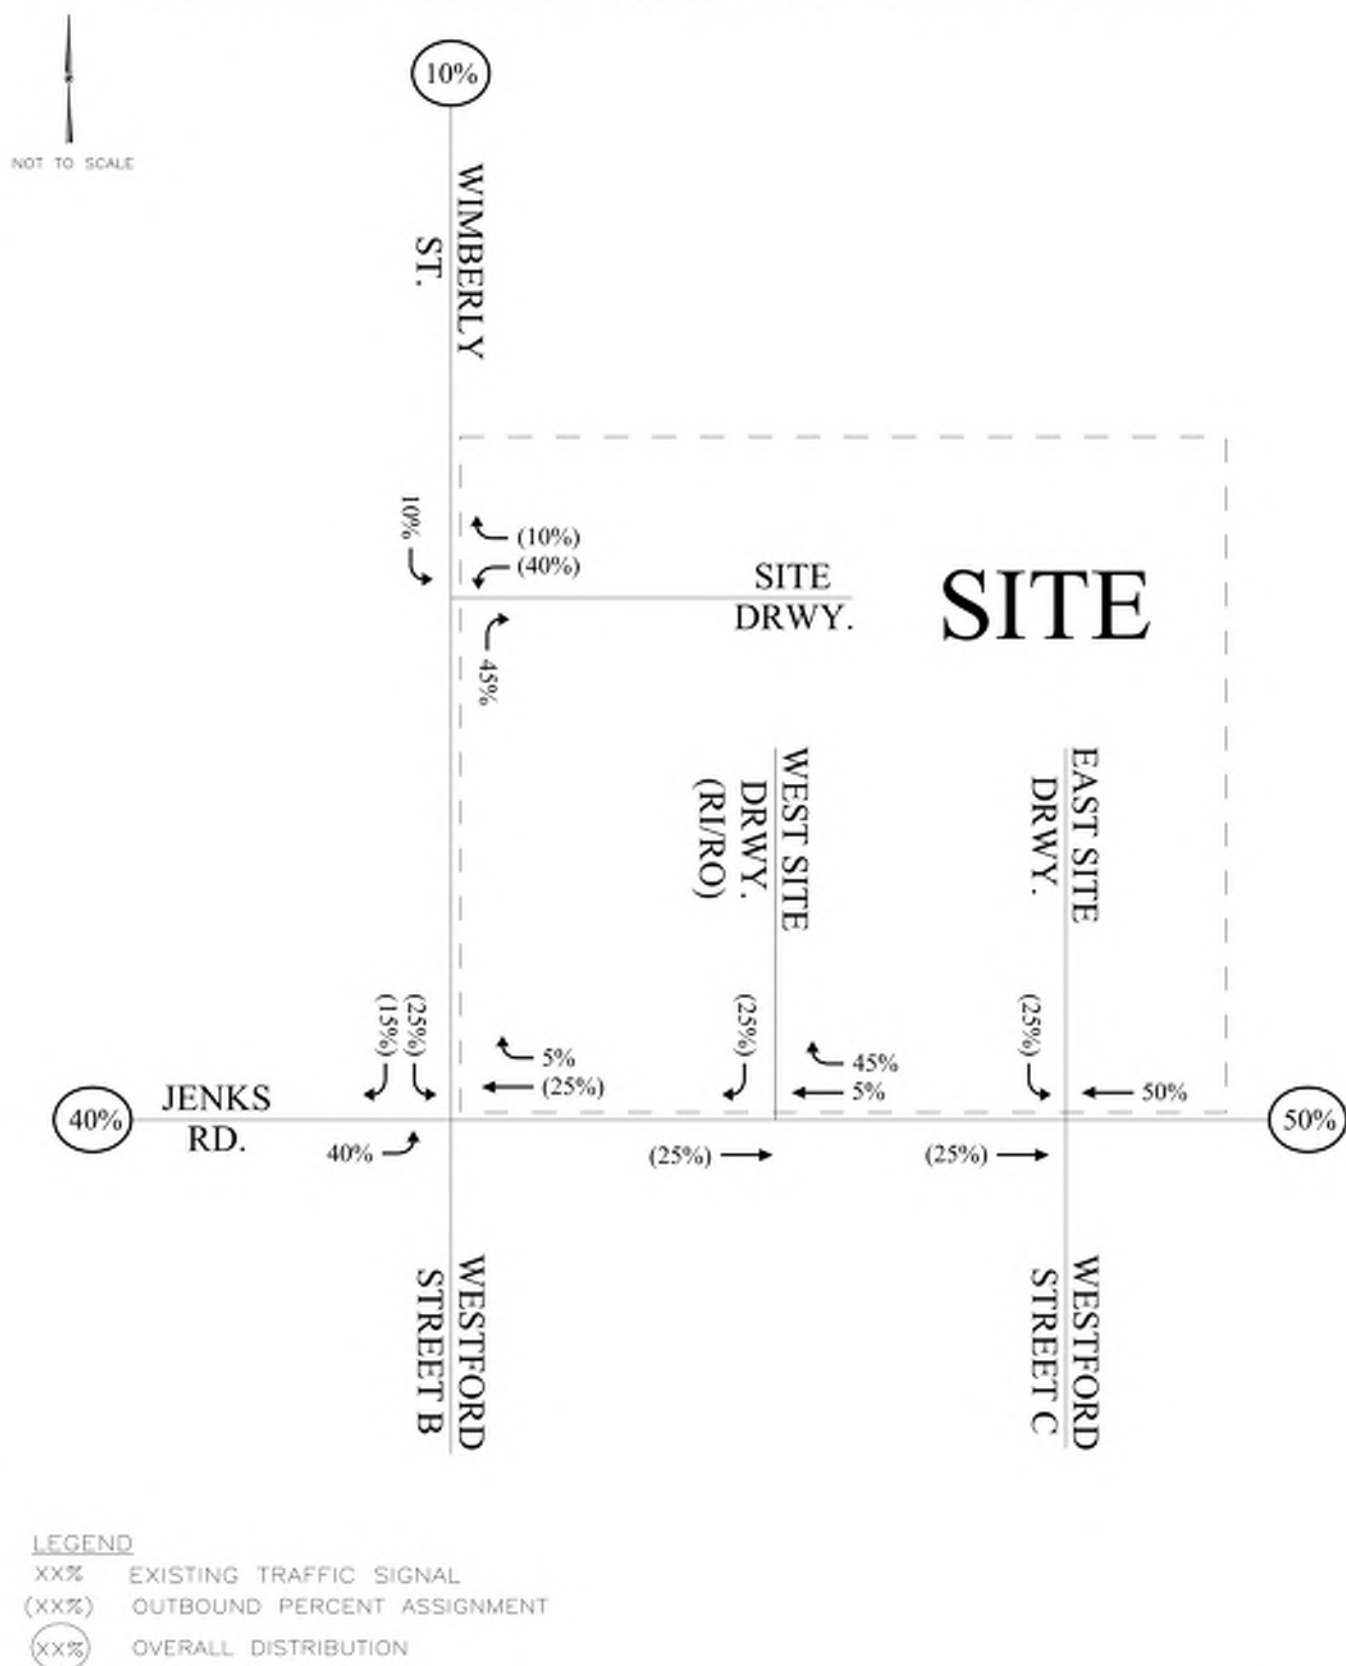 10%
NOT TO SCALE
WIMBERLY
ST.
10%
(10%)
(40%)
45%
SITE
DRWY.
SITE
WEST SITE
DRWY.
(RI/RO)
EAST SITE
DRWY.
(15%)
(25%)
5%
(25%)
(25%)
45%
5%
(25%)
50%
40%
JENKS
RD.
50%
40%
(25%)
(25%)
WESTFORD
STREET B
WESTFORD
STREET C
LEGEND
XX% EXISTING TRAFFIC SIGNAL
(XX%) OUTBOUND PERCENT ASSIGNMENT
XX% OVERALL DISTRIBUTION